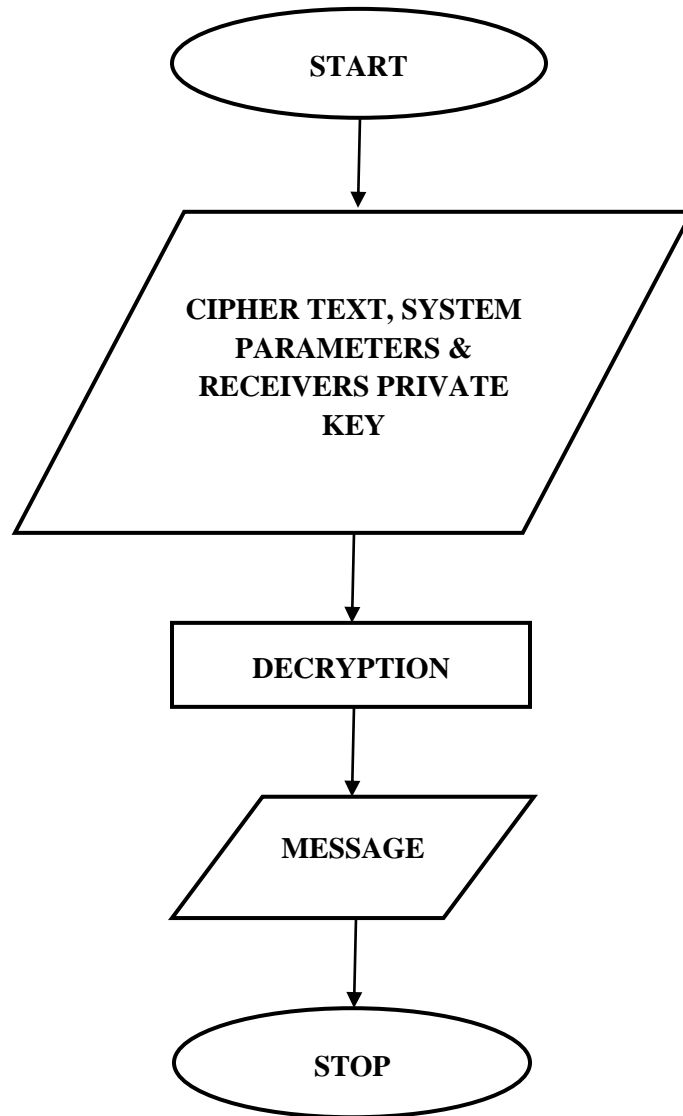 START
CIPHER TEXT, SYSTEM
PARAMETERS &
RECEIVERS PRIVATE
KEY
DECRYPTION
MESSAGE
STOP